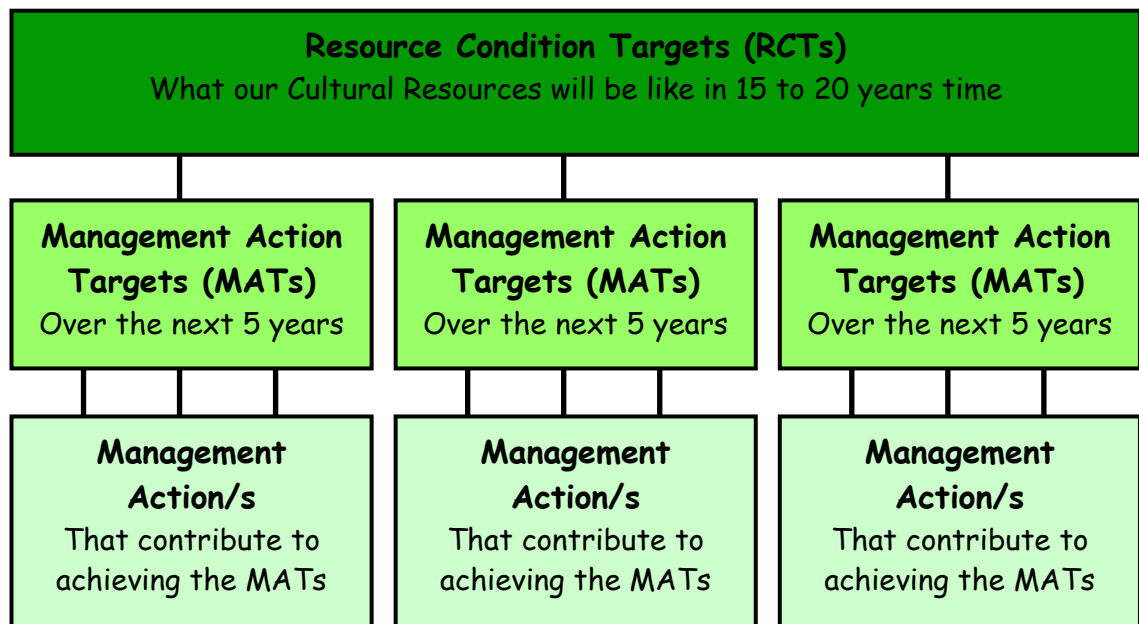 Resource Condition Targets (RCTs)
What our Cultural Resources will be like in 15 to 20 years time
Management Action
Targets (MATs)
Over the next 5 years
Management Action
Targets (MATs)
Over the next 5 years
Management Action
Targets (MATs)
Over the next 5 years
Management
Action/s
That contribute to
achieving the MATs
Management
Action/s
That contribute to
achieving the MATs
Management
Action/s
That contribute to
achieving the MATs